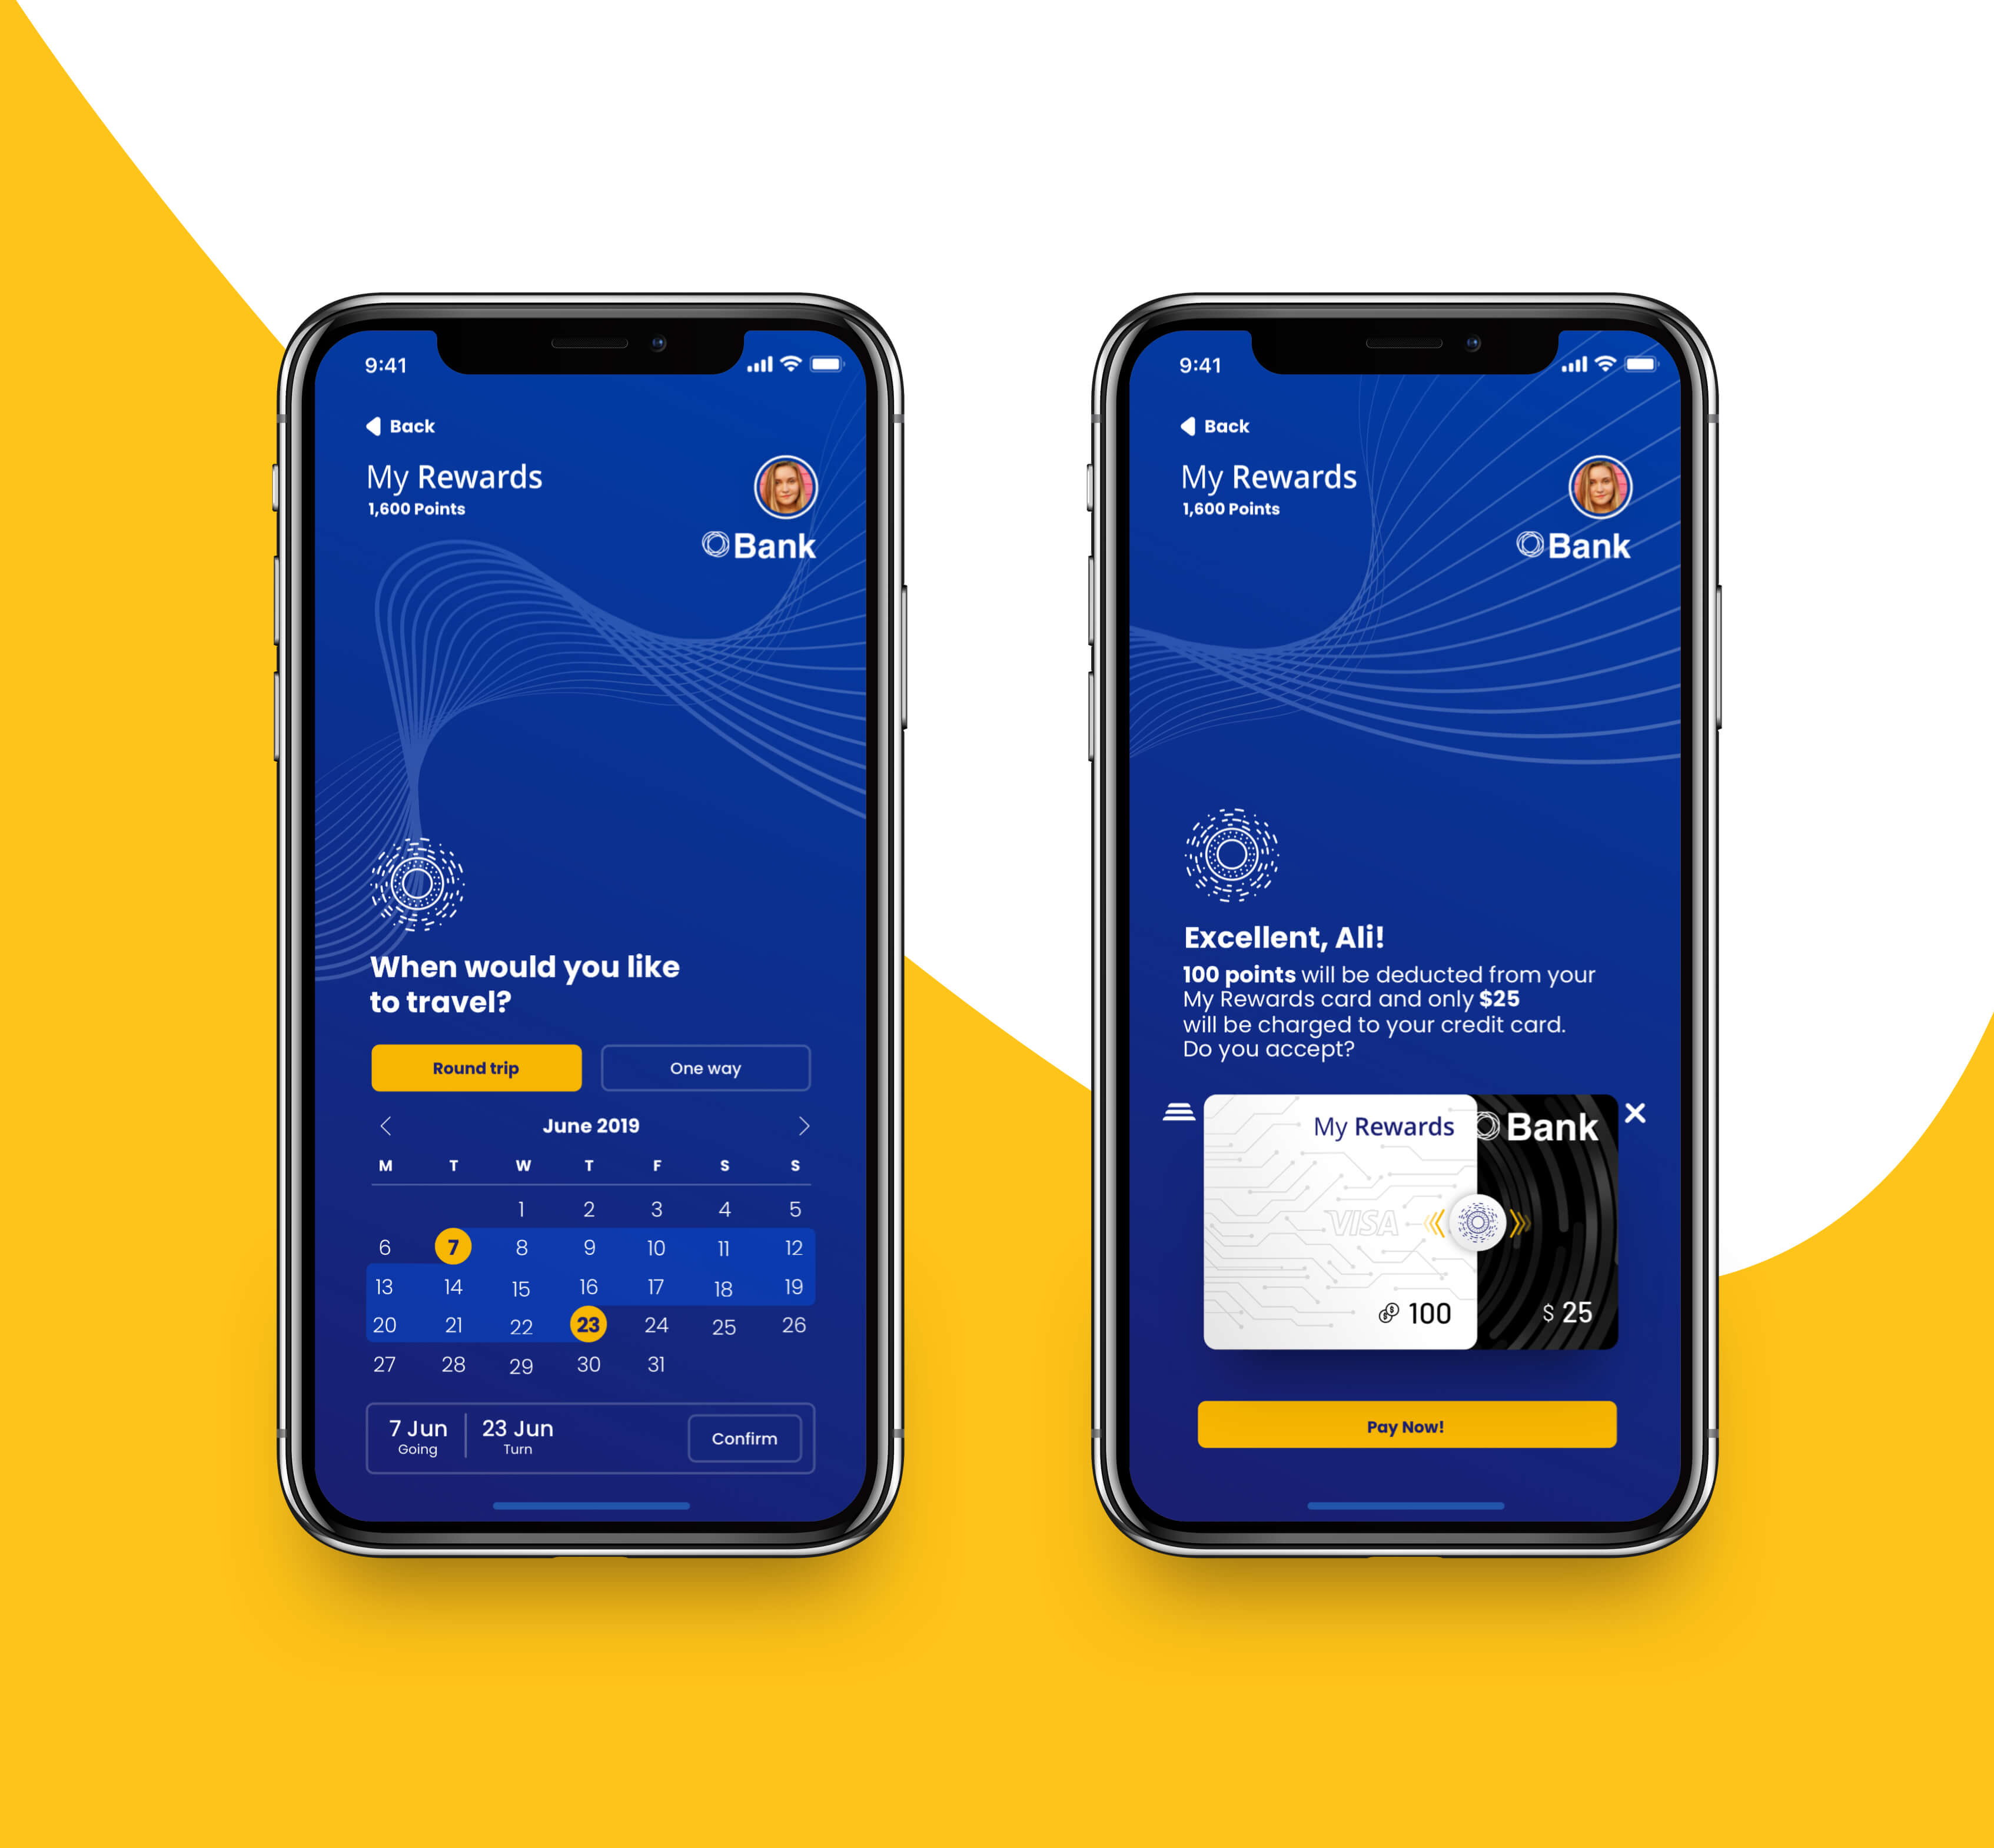 9:41
Back
My Rewards
1,600 Points
Bank
When would you like
to travel?
Round trip One way
June 2019
M T W T F S S
1 2 3 4 5
6 7 8 9 10 11 12
13 14 15 16 17 18 19
20 21 22 23 24 25 26
27 28 29 30 31
7 Jun 23 Jun
Going Turn
Confirm
9:41
Back
My Rewards
1,600 Points
Bank
Excellent, Ali!
100 points will be deducted from your
My Rewards card and only $25
will be charged to your credit card.
Do you accept?
My Rewards Bank
VISA
100 $ 25
Pay Now!